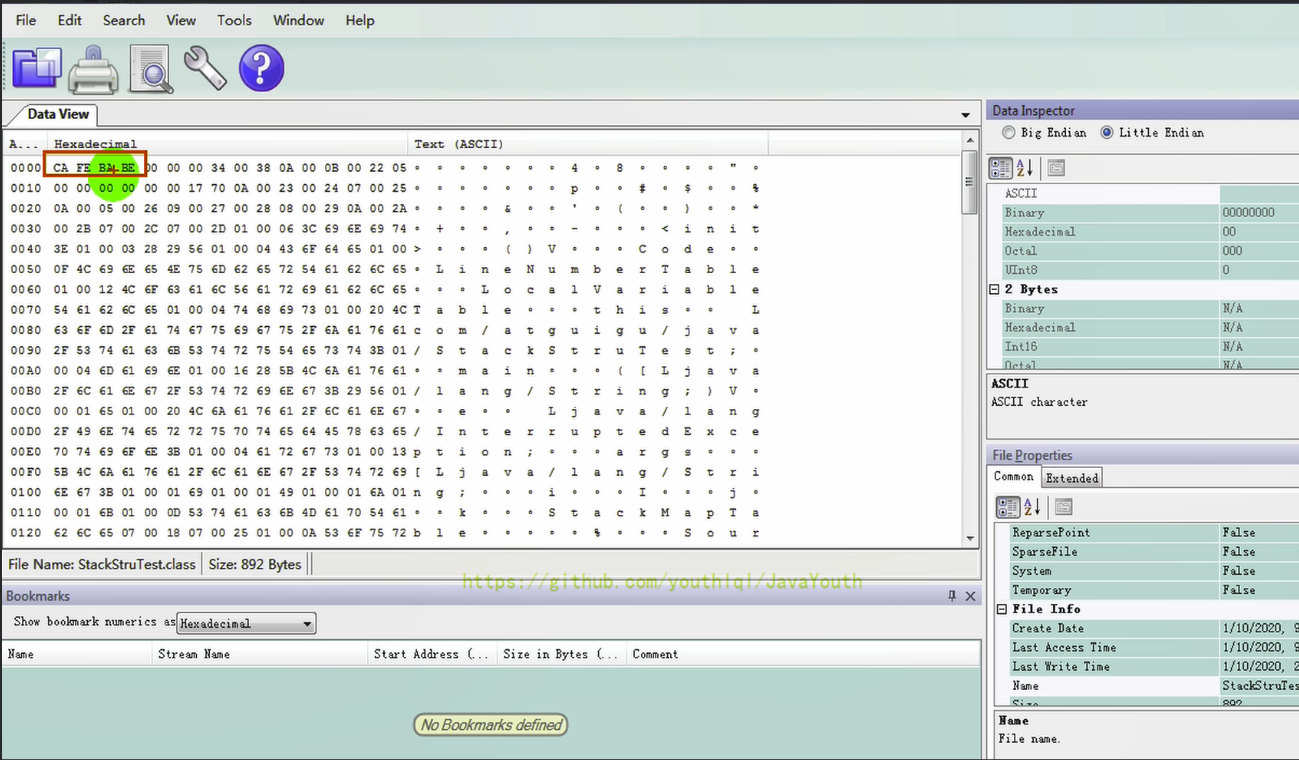 File Edit Search View Tools Window Help
Data View
A... Hexadecimal Text (ASCII)
0000 CA FE BA BE 00 00 00 34 00 38 0A 00 0B 00 22 05 ∘ ∘ ∘ ∘ ∘ ∘ ∘ 4 ∘ 8 ∘ ∘ ∘ ∘ " ∘
0010 00 00 00 00 00 00 17 70 0A 00 23 00 24 07 00 25 ∘ ∘ ∘ ∘ ∘ ∘ ∘ p ∘ ∘ # ∘ $ ∘ ∘ %
0020 0A 00 05 00 26 09 00 27 00 28 08 00 29 0A 00 2A ∘ ∘ ∘ ∘ & ∘ ∘ ' ∘ ( ∘ ∘ ) ∘ ∘ *
0030 00 2B 07 00 2C 07 00 2D 01 00 06 3C 69 6E 69 74 ∘ + ∘ ∘ , ∘ ∘ - ∘ ∘ ∘ < i n i t
0040 3E 01 00 03 28 29 56 01 00 04 43 6F 64 65 01 00 > ∘ ∘ ∘ ( ) V ∘ ∘ ∘ C o d e ∘ ∘
0050 0F 4C 69 6E 65 4E 75 6D 62 65 72 54 61 62 6C 65 ∘ L i n e N u m b e r T a b l e
0060 01 00 12 4C 6F 63 61 6C 56 61 72 69 61 62 6C 65 ∘ ∘ ∘ L o c a l V a r i a b l e
0070 54 61 62 6C 65 01 00 04 74 68 69 73 01 00 20 4C T a b l e ∘ ∘ ∘ t h i s ∘ ∘ L
0080 63 6F 6D 2F 61 74 67 75 69 67 75 2F 6A 61 76 61 c o m / a t g u i g u / j a v a
0090 2F 53 74 61 63 6B 53 74 72 75 54 65 73 74 3B 01 / S t a c k S t r u T e s t ; ∘
00A0 00 04 6D 61 69 6E 01 00 16 28 5B 4C 6A 61 76 61 ∘ ∘ m a i n ∘ ∘ ∘ ( [ L j a v a
00B0 2F 6C 61 6E 67 2F 53 74 72 69 6E 67 3B 29 56 01 / l a n g / S t r i n g ; ) V ∘
00C0 00 01 65 01 00 20 4C 6A 61 76 61 2F 6C 61 6E 67 ∘ ∘ e ∘ ∘ L j a v a / l a n g
00D0 2F 49 6E 74 65 72 72 75 70 74 65 64 45 78 63 65 / I n t e r r u p t e d E x c e
00E0 70 74 69 6F 6E 3B 01 00 04 61 72 67 73 01 00 13 p t i o n ; ∘ ∘ ∘ a r g s ∘ ∘ ∘
00F0 5B 4C 6A 61 76 61 2F 6C 61 6E 67 2F 53 74 72 69 [ L j a v a / l a n g / S t r i
0100 6E 67 3B 01 00 01 69 01 00 01 49 01 00 01 6A 01 n g ; ∘ ∘ ∘ i ∘ ∘ ∘ I ∘ ∘ ∘ j ∘
0110 00 01 6B 01 00 0D 53 74 61 63 6B 4D 61 70 54 61 ∘ ∘ k ∘ ∘ ∘ S t a c k M a p T a
0120 62 6C 65 07 00 18 07 00 25 01 00 0A 53 6F 75 72 b l e ∘ ∘ ∘ ∘ ∘ % ∘ ∘ ∘ S o u r
File Name: StackStruTest.class Size: 892 Bytes
https://github.com/youthlql/JavaYouth
Bookmarks
Show bookmark numerics as Hexadecimal
Name Stream Name Start Address (... Size in Bytes (... Comment
No Bookmarks defined
Data Inspector
Big Endian Little Endian
ASCII
Binary 00000000
Hexadecimal 00
Octal 000
UInt8 0
2 Bytes
Binary N/A
Hexadecimal N/A
Int16 N/A
Octal N/A
ASCII
ASCII character
File Properties
Common Extended
ReparsePoint False
SparseFile False
System False
Temporary False
File Info
Create Date 1/10/2020, 9
Last Access Time 1/10/2020, 9
Last Write Time 1/10/2020, 2
Name StackStruTes
Size 892
Name
File name.